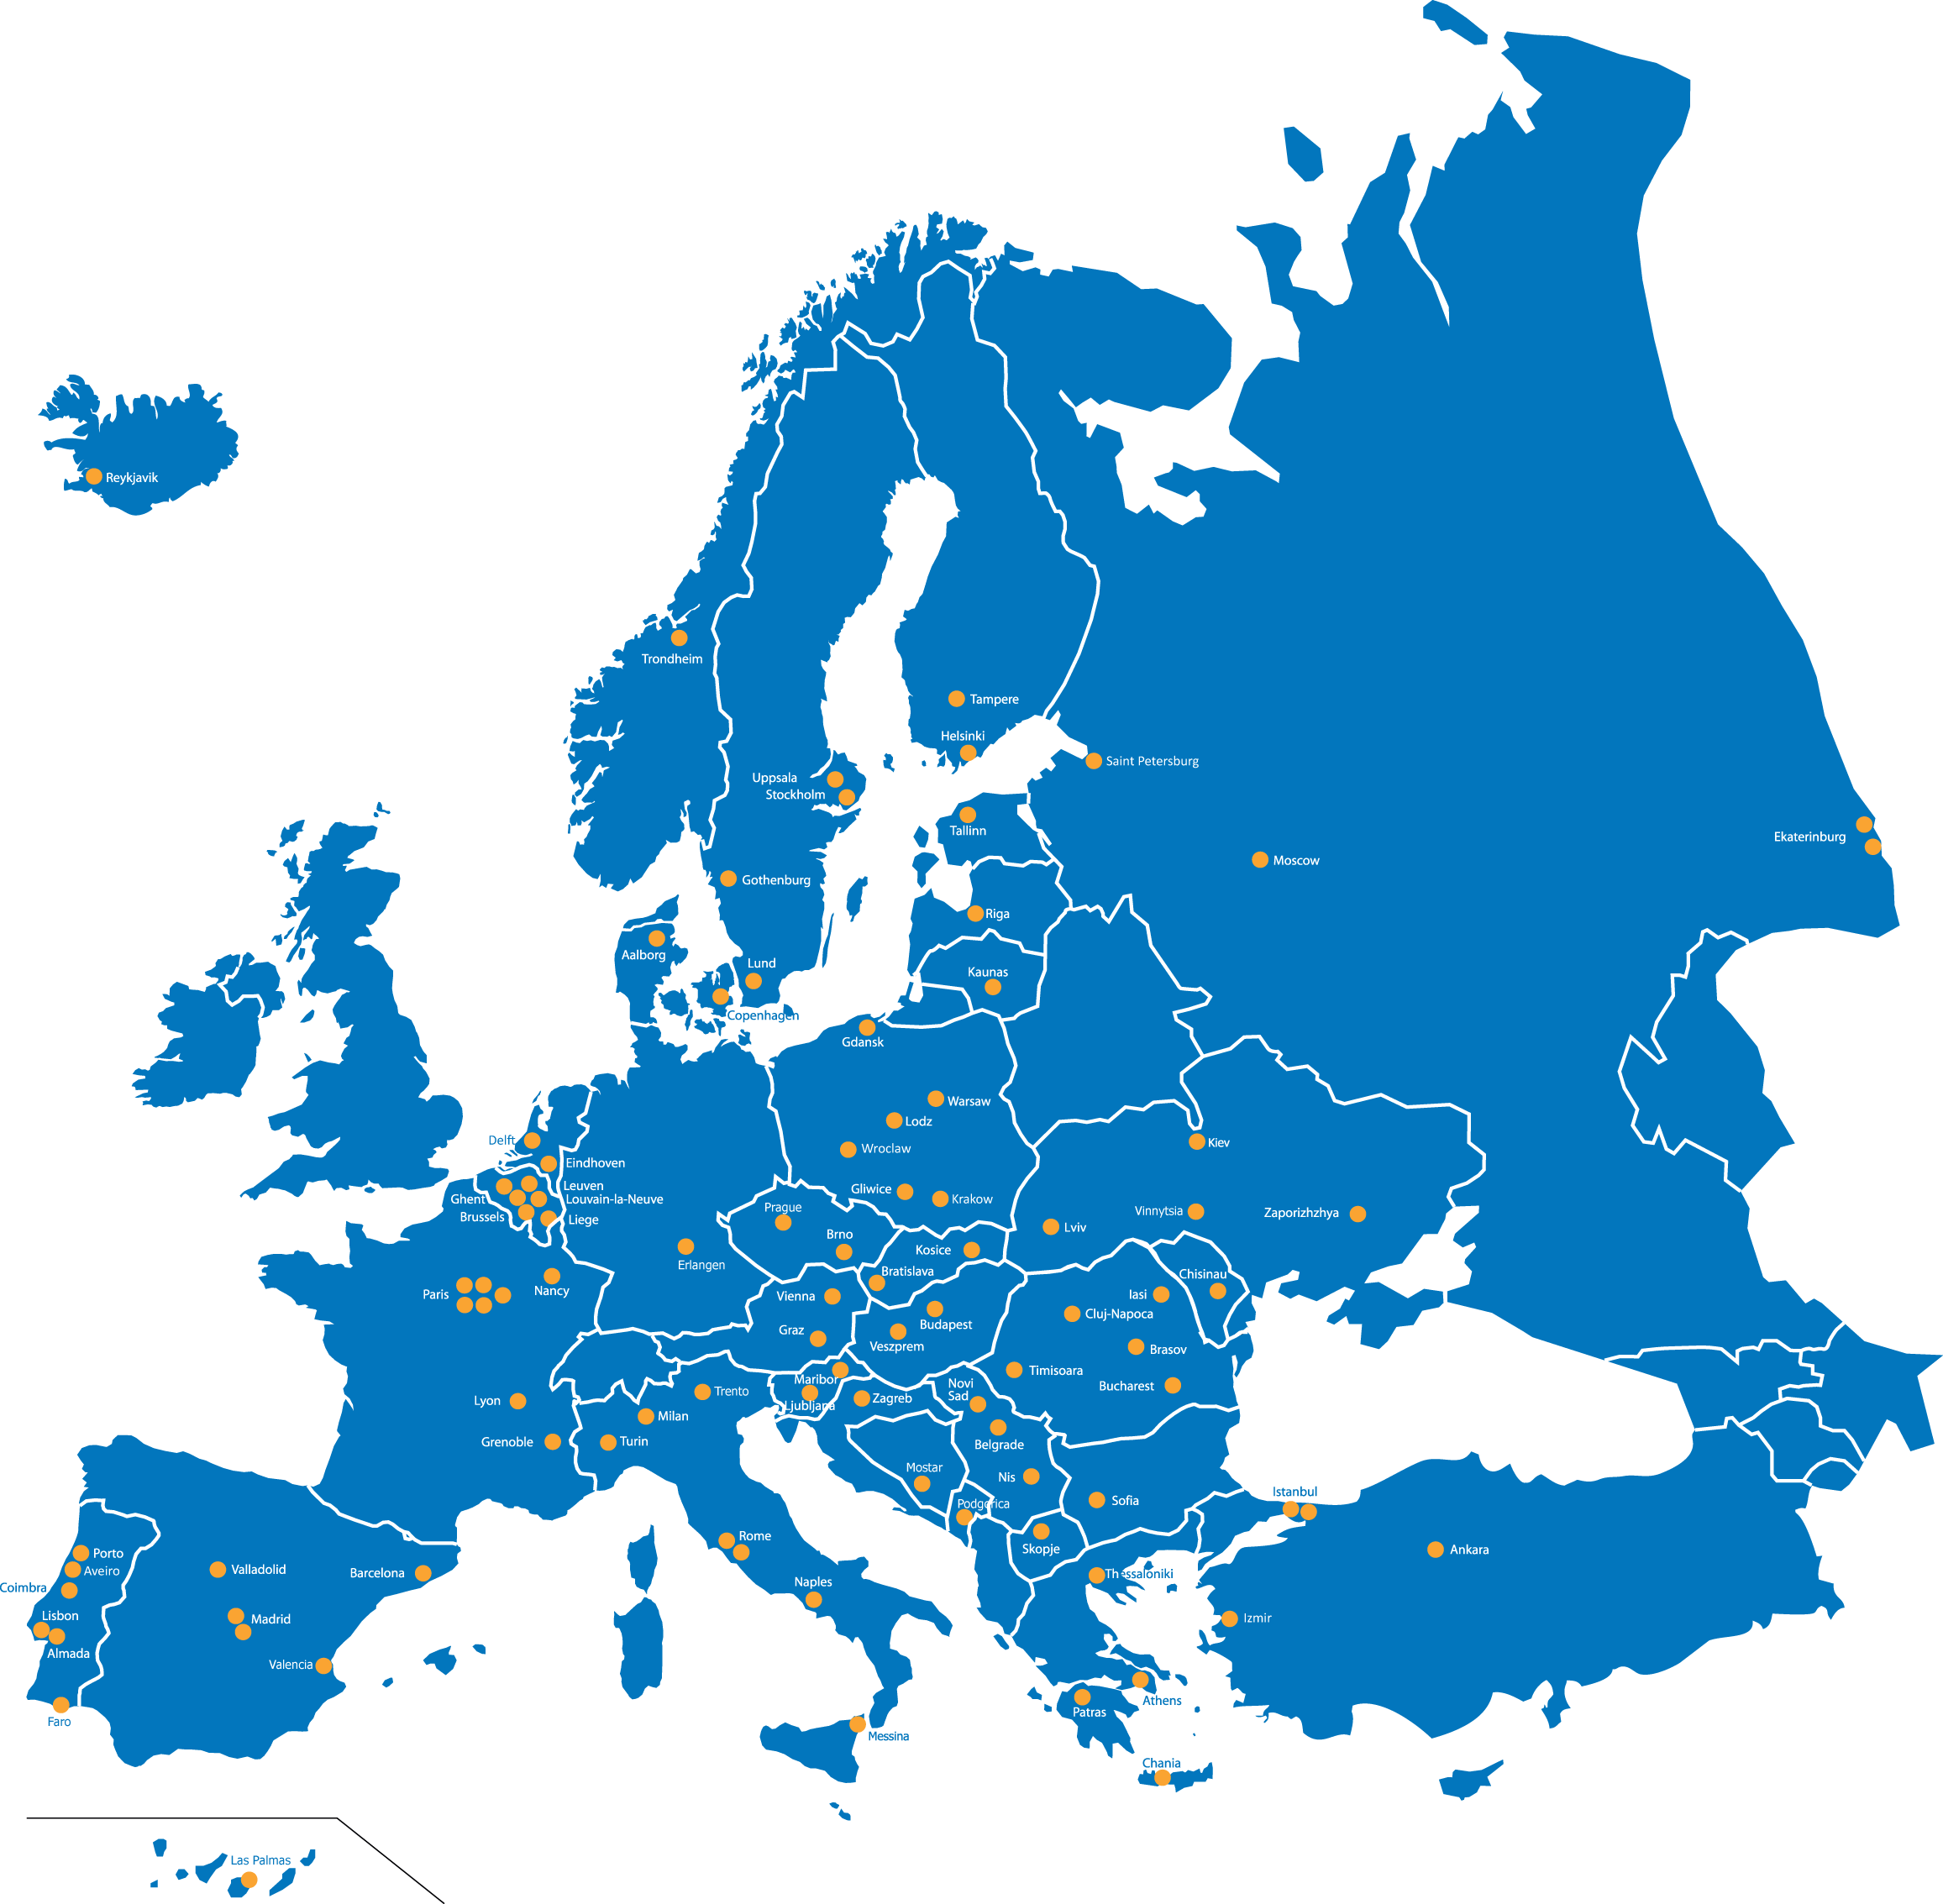 Reykjavik
Trondheim
Tampere
Helsinki
Saint Petersburg
Uppsala
Stockholm
Tallinn
Ekaterinburg
Moscow
Gothenburg
Riga
Aalborg
Lund
Kaunas
Copenhagen
Gdansk
Warsaw
Lodz
Delft
Kiev
Wroclaw
Eindhoven
Leuven
Gliwice
Ghent
Louvain-la-Neuve
Krakow
Prague
Vinnytsia
Zaporizhzhya
Brussels
Liege
Lviv
Brno
Kosice
Erlangen
Bratislava
Chisinau
Nancy
Paris
Vienna
Iasi
Cluj-Napoca
Budapest
Graz
Veszprem
Brasov
Timisoara
Maribor
Novi
Sad
Bucharest
Trento
Zagreb
Lyon
Ljubljana
Milan
Grenoble
Turin
Belgrade
Mostar
Nis
Istanbul
Sofia
Podgorica
Rome
Skopje
Ankara
Porto
Valladolid
Aveiro
Barcelona
Thessaloniki
Naples
Coimbra
Lisbon
Madrid
Izmir
Almada
Valencia
Athens
Patras
Faro
Messina
Chania
Las Palmas